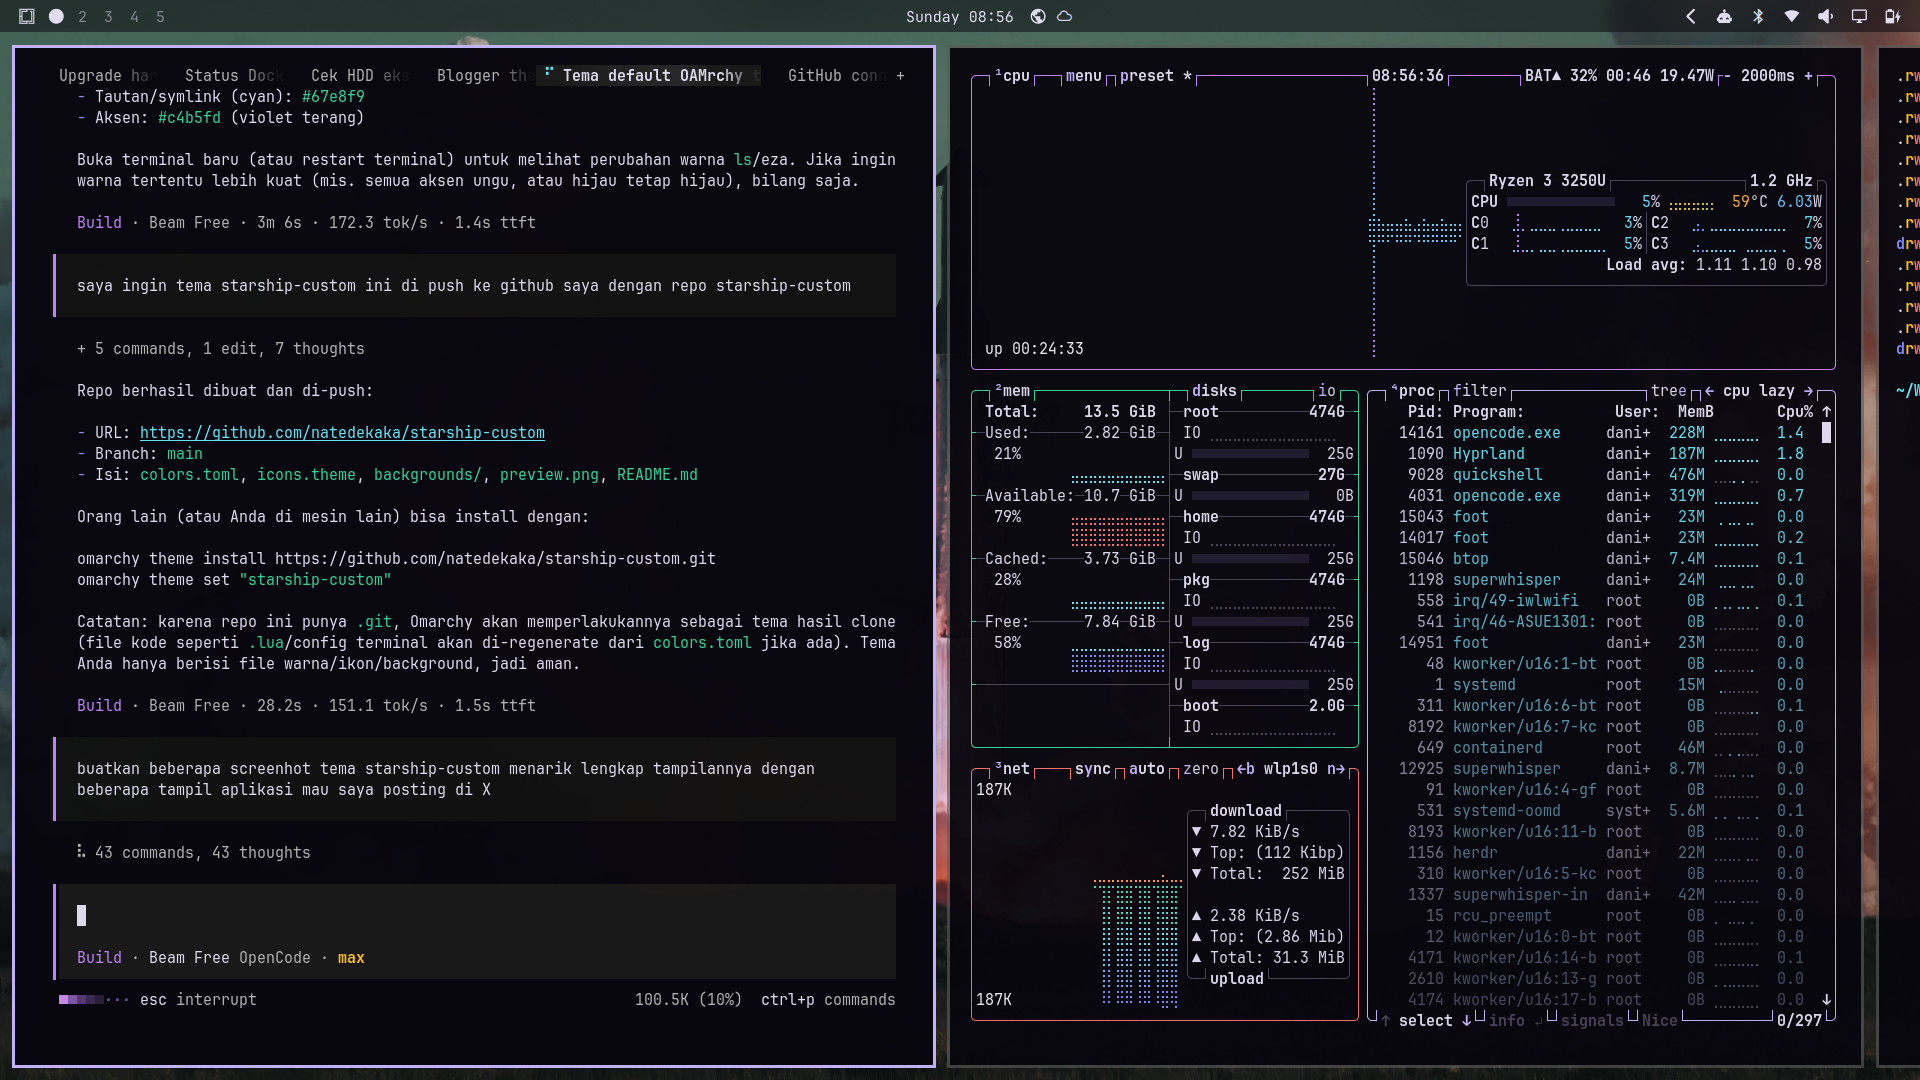 2 3 4 5
Sunday 08:56
Upgrade har Status Dock Cek HDD eks Blogger the Tema default OAMrchy t GitHub conn +
- Tautan/symlink (cyan): #67e8f9
- Aksen: #c4b5fd (violet terang)
Buka terminal baru (atau restart terminal) untuk melihat perubahan warna ls/eza. Jika ingin
warna tertentu lebih kuat (mis. semua aksen ungu, atau hijau tetap hijau), bilang saja.
Build · Beam Free · 3m 6s · 172.3 tok/s · 1.4s ttft
saya ingin tema starship-custom ini di push ke github saya dengan repo starship-custom
+ 5 commands, 1 edit, 7 thoughts
Repo berhasil dibuat dan di-push:
- URL: https://github.com/natedekaka/starship-custom
- Branch: main
- Isi: colors.toml, icons.theme, backgrounds/, preview.png, README.md
Orang lain (atau Anda di mesin lain) bisa install dengan:
omarchy theme install https://github.com/natedekaka/starship-custom.git
omarchy theme set "starship-custom"
Catatan: karena repo ini punya .git, Omarchy akan memperlakukannya sebagai tema hasil clone
(file kode seperti .lua/config terminal akan di-regenerate dari colors.toml jika ada). Tema
Anda hanya berisi file warna/ikon/background, jadi aman.
Build · Beam Free · 28.2s · 151.1 tok/s · 1.5s ttft
buatkan beberapa screenhot tema starship-custom menarik lengkap tampilannya dengan
beberapa tampil aplikasi mau saya posting di X
43 commands, 43 thoughts
Build · Beam Free OpenCode · max
esc interrupt 100.5K (10%) ctrl+p commands
¹cpu menu preset * 08:56:36 BAT▲ 32% 00:46 19.47W - 2000ms +
Ryzen 3 3250U 1.2 GHz
CPU 5% 59°C 6.03W
C0 3% C2 7%
C1 5% C3 5%
Load avg: 1.11 1.10 0.98
up 00:24:33
²mem disks io
Total: 13.5 GiB
Used: 2.82 GiB
21%
Available: 10.7 GiB
79%
Cached: 3.73 GiB
28%
Free: 7.84 GiB
58%
root 474G
IO
U 25G
swap 27G
U 0B
home 474G
IO
U 25G
pkg 474G
IO
U 25G
log 474G
IO
U 25G
boot 2.0G
IO
³net sync auto zero ←b wlp1s0 n→
187K
download
▼ 7.82 KiB/s
▼ Top: (112 Kibp)
▼ Total: 252 MiB
▲ 2.38 KiB/s
▲ Top: (2.86 Mib)
▲ Total: 31.3 MiB
upload
187K
⁴proc filter tree ← cpu lazy →
Pid: Program: User: MemB Cpu% ↑
14161 opencode.exe dani+ 228M 1.4
1090 Hyprland dani+ 187M 1.8
9028 quickshell dani+ 476M 0.0
4031 opencode.exe dani+ 319M 0.7
15043 foot dani+ 23M 0.0
14017 foot dani+ 23M 0.2
15046 btop dani+ 7.4M 0.1
1198 superwhisper dani+ 24M 0.0
558 irq/49-iwlwifi root 0B 0.1
541 irq/46-ASUE1301: root 0B 0.1
14951 foot dani+ 23M 0.0
48 kworker/u16:1-bt root 0B 0.0
1 systemd root 15M 0.0
311 kworker/u16:6-bt root 0B 0.1
8192 kworker/u16:7-kc root 0B 0.0
649 containerd root 46M 0.0
12925 superwhisper dani+ 8.7M 0.0
91 kworker/u16:4-gf root 0B 0.0
531 systemd-oomd syst+ 5.6M 0.1
8193 kworker/u16:11-b root 0B 0.0
1156 herdr dani+ 22M 0.0
310 kworker/u16:5-kc root 0B 0.0
1337 superwhisper-in dani+ 42M 0.0
15 rcu_preempt root 0B 0.0
12 kworker/u16:0-bt root 0B 0.0
4171 kworker/u16:14-b root 0B 0.1
2610 kworker/u16:13-g root 0B 0.0
4174 kworker/u16:17-b root 0B 0.0 ↓
↑ select ↓ info ↵ signals Nice 0/297
.rw
.rw
.rw
.rw
.rw
.rw
.rw
.rw
drw
.rw
.rw
.rw
.rw
drw
~/W